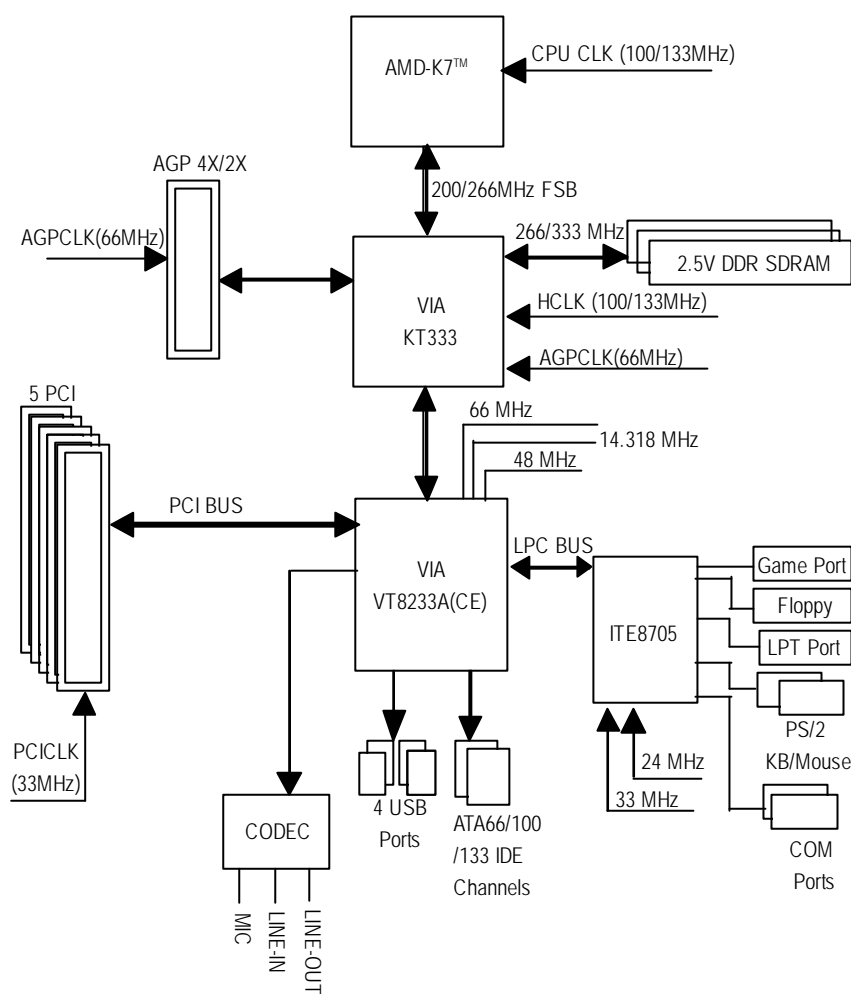 AMD-K7™
CPU CLK (100/133MHz)
AGP 4X/2X
200/266MHz FSB
AGPCLK(66MHz)
266/333 MHz
2.5V DDR SDRAM
VIA
KT333
HCLK (100/133MHz)
AGPCLK(66MHz)
5 PCI
66 MHz
14.318 MHz
48 MHz
PCI BUS
VIA
VT8233A(CE)
LPC BUS
ITE8705
Game Port
Floppy
LPT Port
PS/2
KB/Mouse
24 MHz
33 MHz
PCICLK
(33MHz)
4 USB
Ports
ATA66/100
/133 IDE
Channels
COM
Ports
CODEC
MIC
LINE-IN
LINE-OUT